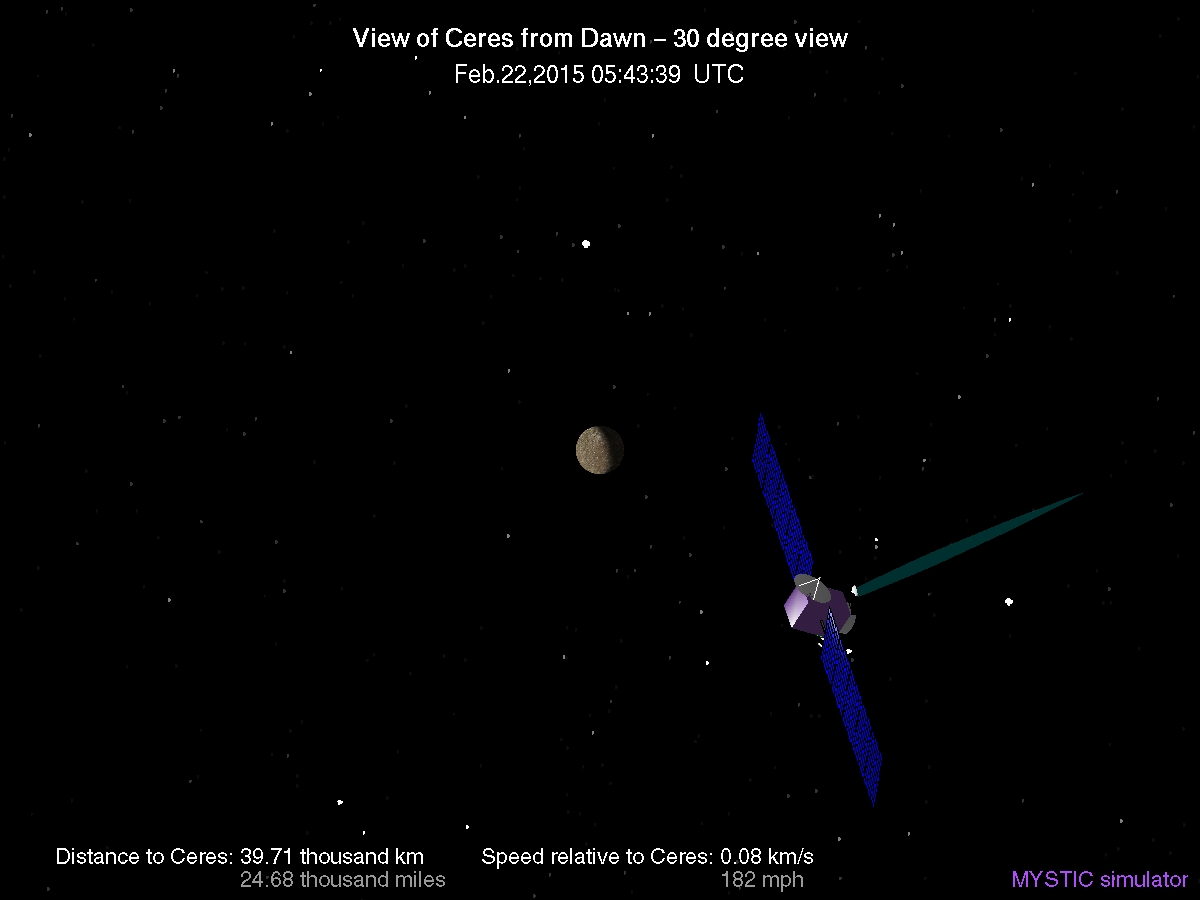 View of Ceres from Dawn – 30 degree view
Feb.22,2015 05:43:39 UTC
Distance to Ceres: 39.71 thousand km Speed relative to Ceres: 0.08 km/s
24.68 thousand miles 182 mph
MYSTIC simulator